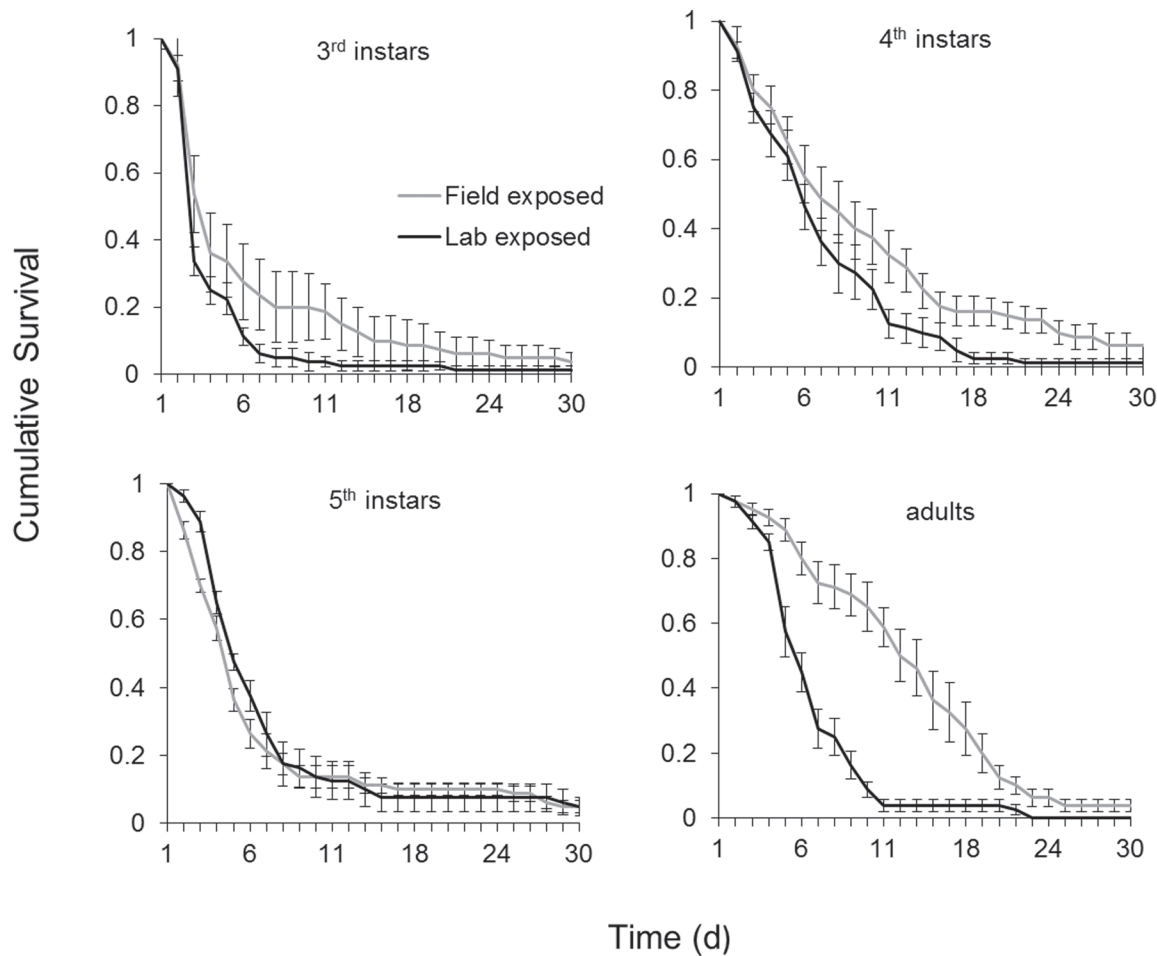 Cumulative Survival
3rd instars
1
0.8
0.6
0.4
0.2
0
1 6 11 18 24 30
Field exposed
Lab exposed
4th instars
1
0.8
0.6
0.4
0.2
0
1 6 11 18 24 30
5th instars
1
0.8
0.6
0.4
0.2
0
1 6 11 18 24 30
adults
1
0.8
0.6
0.4
0.2
0
1 6 11 18 24 30
Time (d)